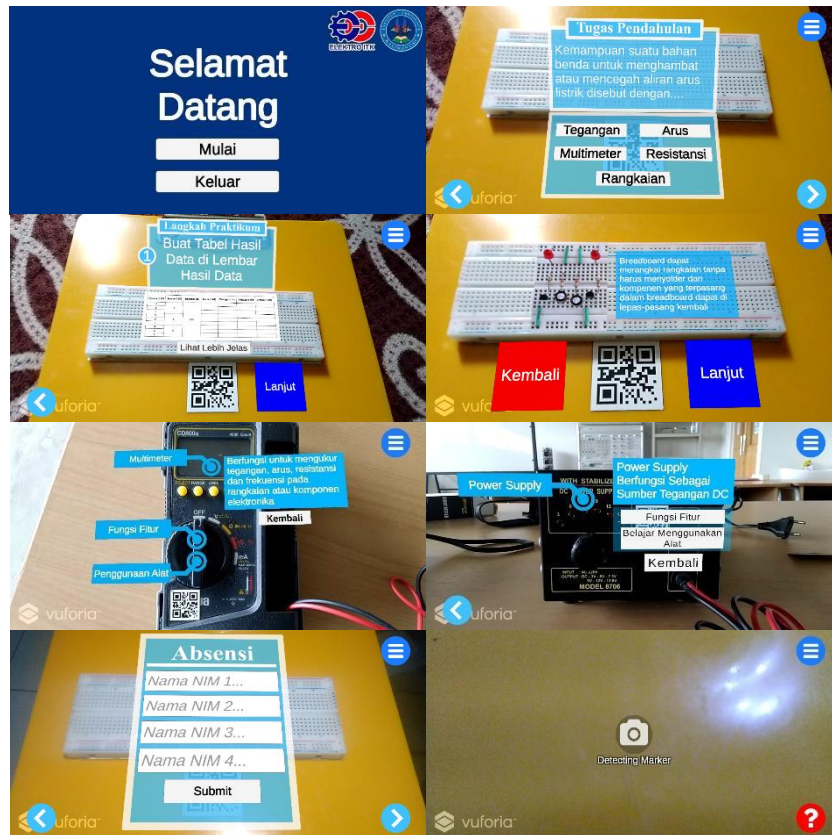 Selamat
Datang
Mulai
Keluar
ELEKTRO ITK
Tugas Pendahulan
Kemampuan suatu bahan
benda untuk menghambat
atau mencegah aliran arus
listrik disebut dengan....
Tegangan
Arus
Multimeter
Resistansi
Rangkaian
vuforia
Langkah Praktikum
1
Buat Tabel Hasil
Data di Lembar
Hasil Data
Lihat Lebih Jelas
Lanjut
vuforia
Breadboard dapat
merangkai rangkaian tanpa
harus menyolder dan
komponen yang terpasang
dalam breadboard dapat di
lepas-pasang kembali
Kembali
Lanjut
vuforia
CD800a
Multimeter
Berfungsi untuk mengukur
tegangan, arus, resistansi
dan frekuensi pada
rangkaian atau komponen
elektronika
Kembali
OFF
Fungsi Fitur
Penggunaan Alat
vuforia
WITH STABILIZE
Power Supply
Power Supply
Berfungsi Sebagai
Sumber Tegangan DC
Fungsi Fitur
Belajar Menggunakan
Alat
Kembali
MODEL 8706
vuforia
Absensi
Nama NIM 1...
Nama NIM 2...
Nama NIM 3...
Nama NIM 4...
Submit
vuforia
Detecting Marker
vuforia
?